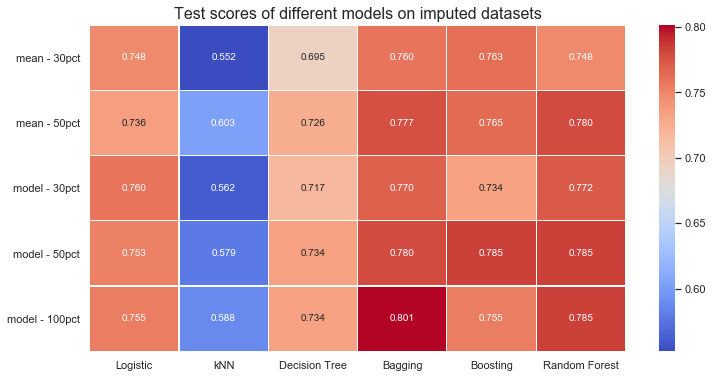 Test scores of different models on imputed datasets
mean - 30pct 0.748 0.552 0.695 0.760 0.763 0.748
mean - 50pct 0.736 0.603 0.726 0.777 0.765 0.780
model - 30pct 0.760 0.562 0.717 0.770 0.734 0.772
model - 50pct 0.753 0.579 0.734 0.780 0.785 0.785
model - 100pct 0.755 0.588 0.734 0.801 0.755 0.785
Logistic kNN Decision Tree Bagging Boosting Random Forest
0.80
0.75
0.70
0.65
0.60